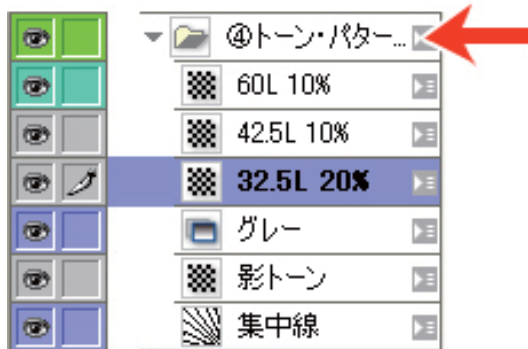 ④トーン・パター...
60L 10%
42.5L 10%
32.5L 20%
グレー
影トーン
集中線